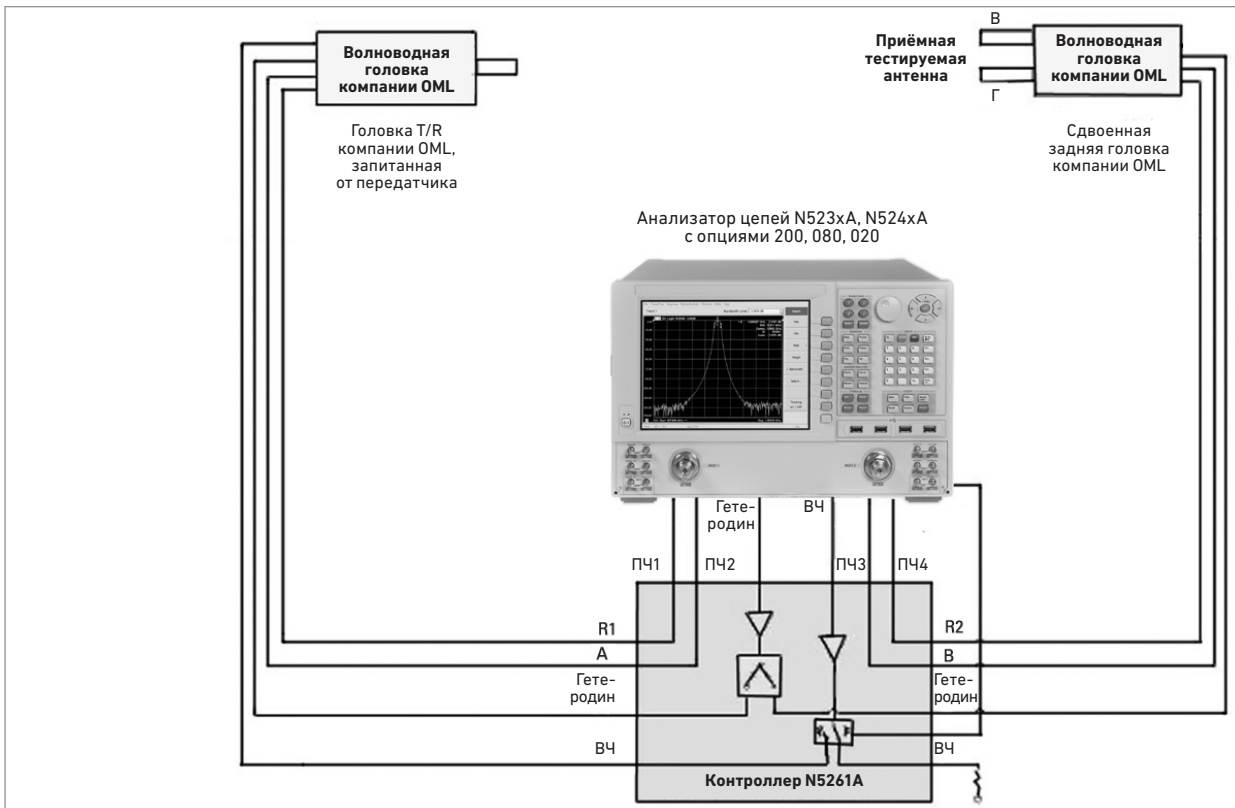 Волноводная
головка
компании OML
Головка T/R
компании OML,
запитанная
от передатчика
В
Приёмная
тестируемая
антенна
Г
Волноводная
головка
компании OML
Сдвоенная
задняя головка
компании OML
Анализатор цепей N523xA, N524xA
с опциями 200, 080, 020
Гете-
родин
ВЧ
ПЧ1
ПЧ2
ПЧ3
ПЧ4
R1
A
Гете-
родин
ВЧ
R2
B
Гете-
родин
ВЧ
Контроллер N5261A